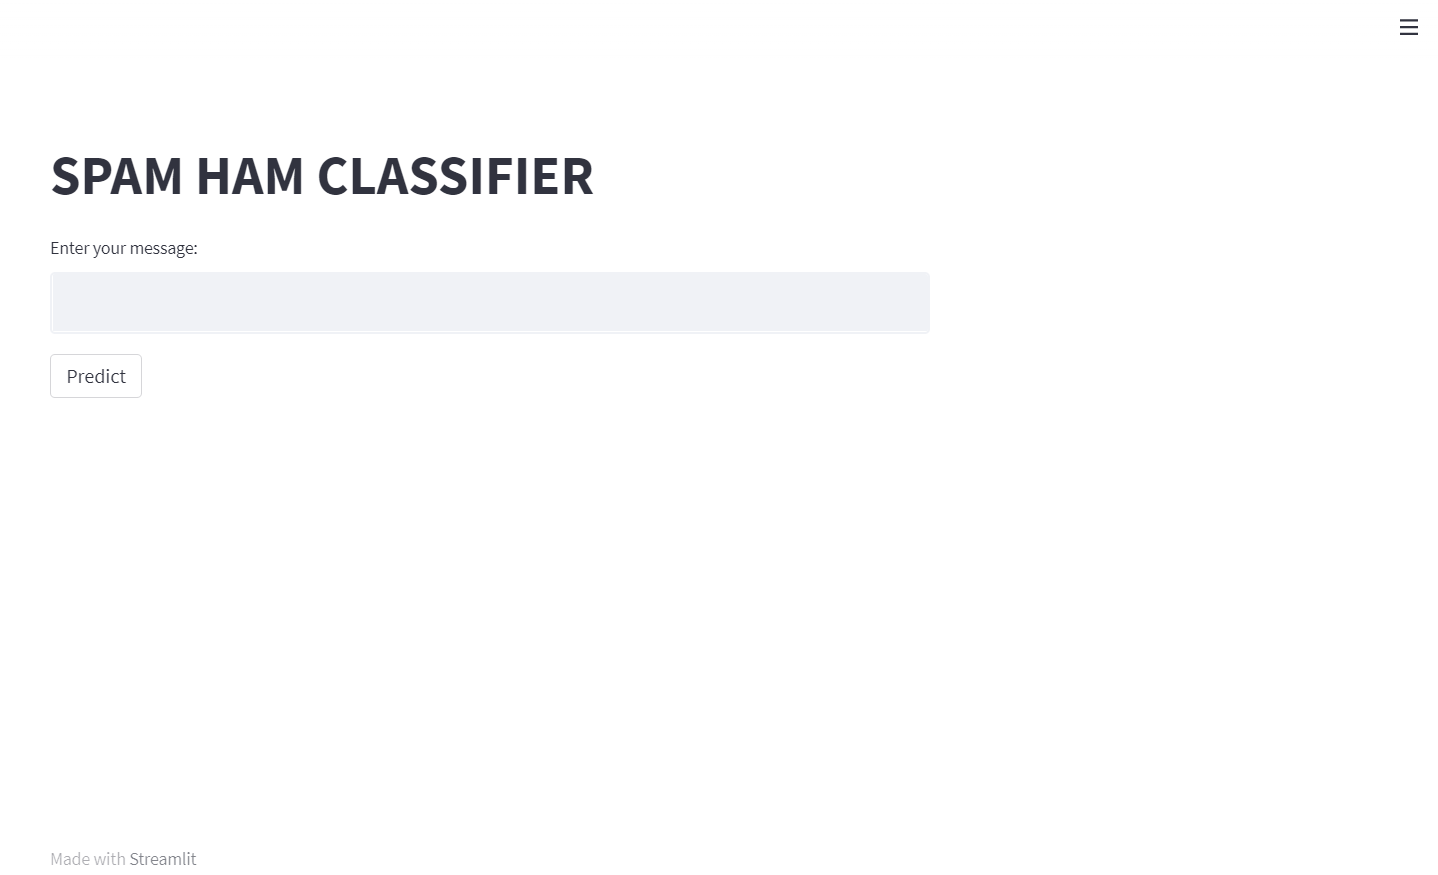 SPAM HAM CLASSIFIER
Enter your message:
Predict
Made with Streamlit